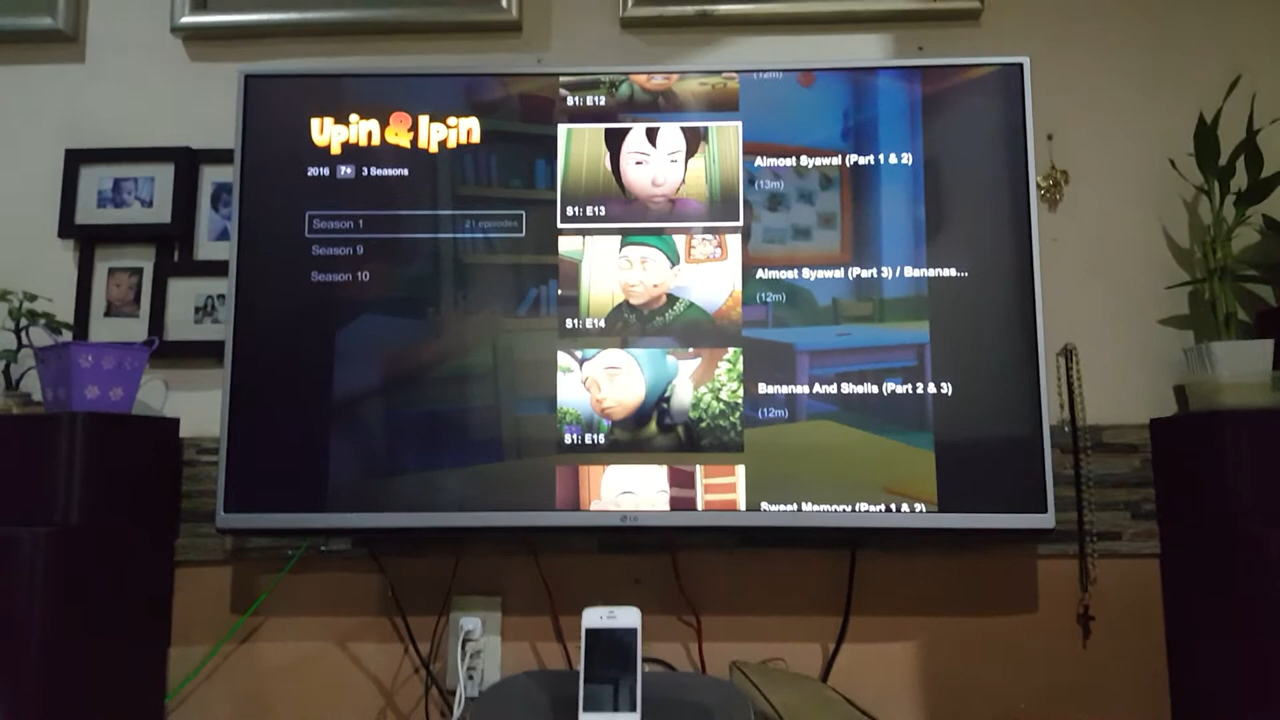 Upin & Ipin
2016 7+ 3 Seasons
Season 1 21 episodes
Season 9
Season 10
(12m)
S1: E12
Almost Syawal (Part 1 & 2)
(13m)
S1: E13
Almost Syawal (Part 3) / Bananas...
(12m)
S1: E14
Bananas And Shells (Part 2 & 3)
(12m)
S1: E15
Sweet Memory (Part 1 & 2)
LG